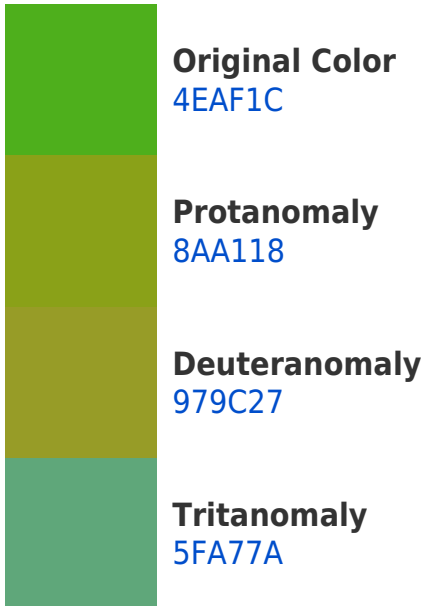 Original Color
4EAF1C
Protanomaly
8AA118
Deuteranomaly
979C27
Tritanomaly
5FA77A